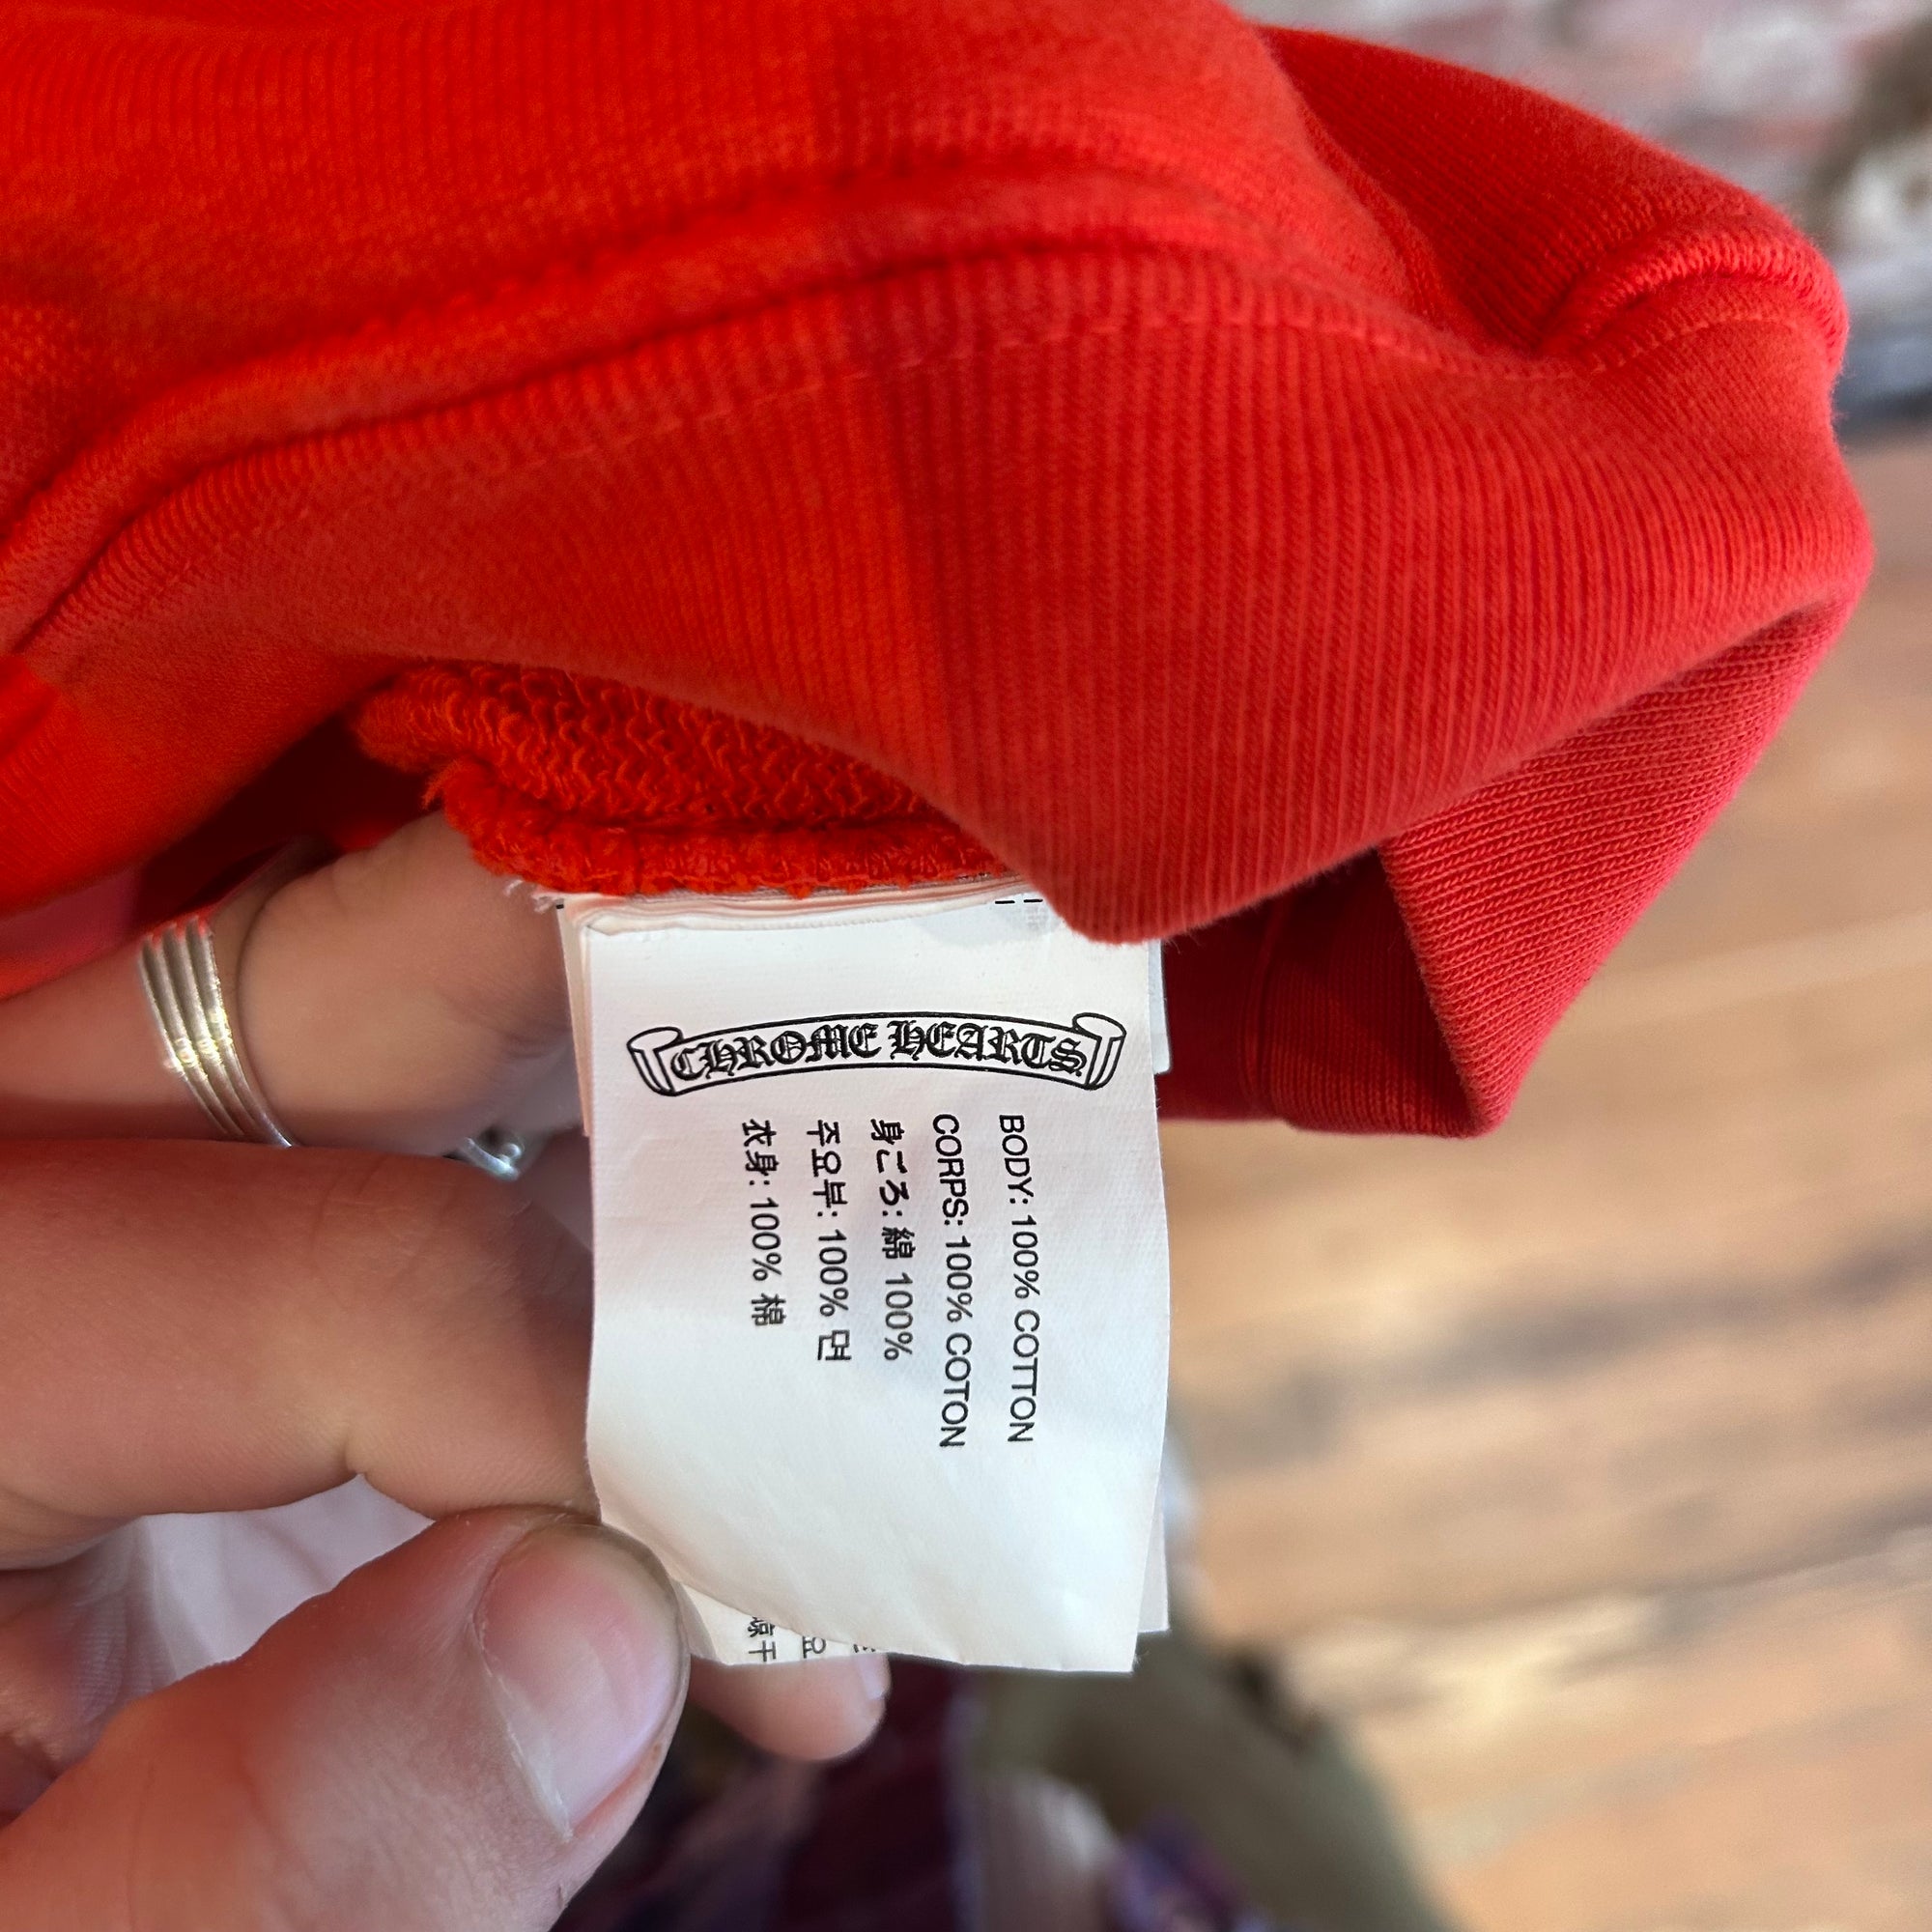 CHROME HEARTS
BODY: 100% COTTON
CORPS: 100% COTON
身ごろ: 綿 100%
주요부: 100% 면
衣身: 100% 棉